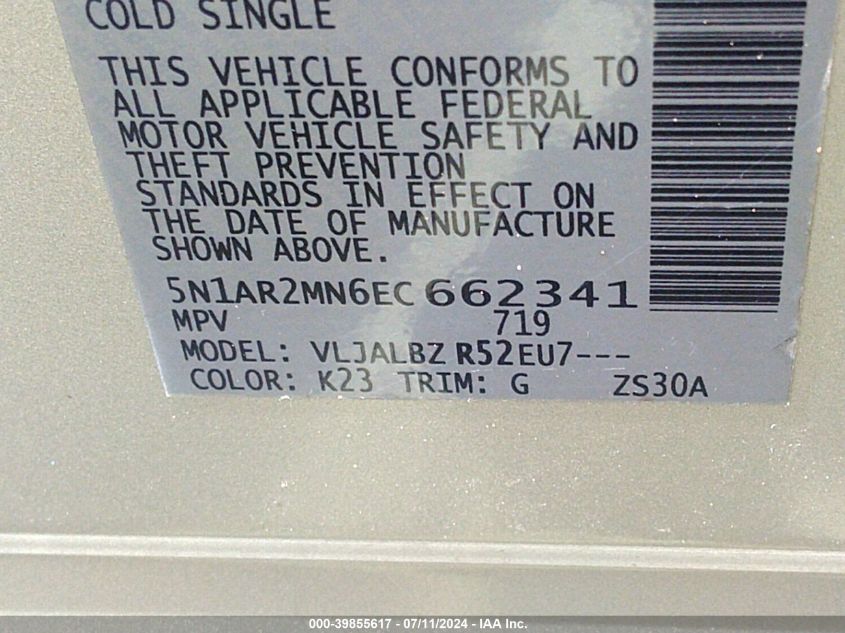 COLD SINGLE
THIS VEHICLE CONFORMS TO
ALL APPLICABLE FEDERAL
MOTOR VEHICLE SAFETY AND
THEFT PREVENTION
STANDARDS IN EFFECT ON
THE DATE OF MANUFACTURE
SHOWN ABOVE.
5N1AR2MN6EC662341
MPV 719
MODEL: VLJALBZ R52EU7---
COLOR: K23 TRIM: G ZS30A
000-39855617 - 07/11/2024 - IAA Inc.